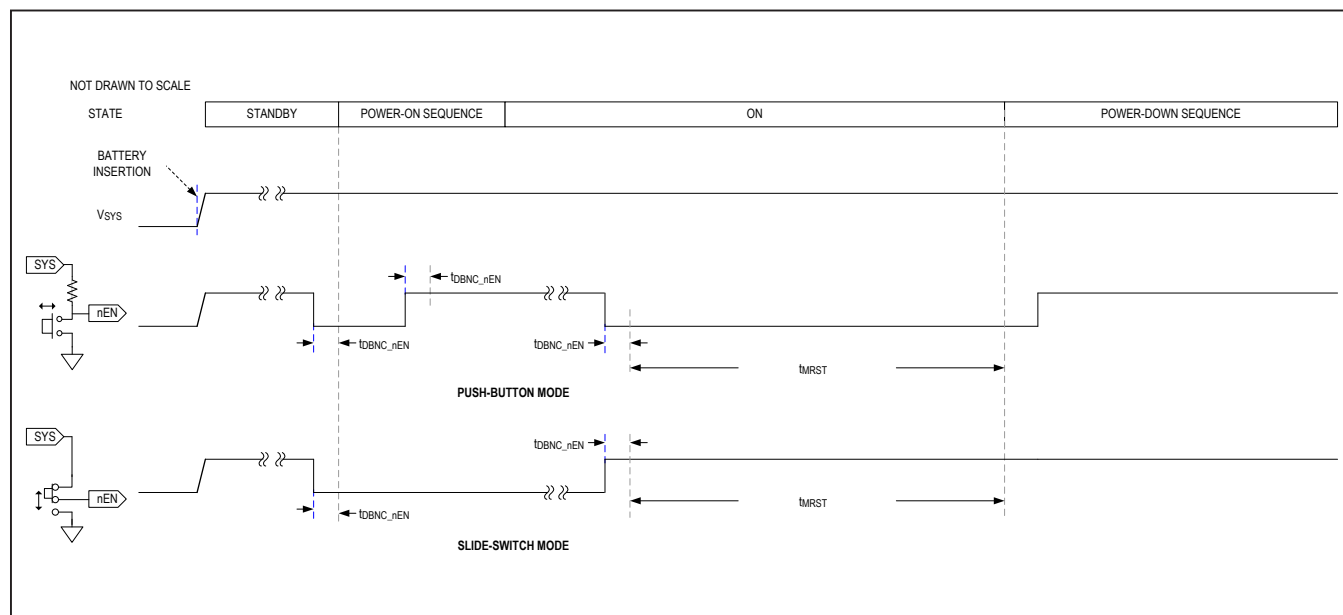 NOT DRAWN TO SCALE
STATE
STANDBY
POWER-ON SEQUENCE
ON
POWER-DOWN SEQUENCE
BATTERY
INSERTION
VSYS
SYS
nEN
tDBNC_nEN
tDBNC_nEN
tDBNC_nEN
tMRST
PUSH-BUTTON MODE
SYS
nEN
tDBNC_nEN
tDBNC_nEN
tMRST
SLIDE-SWITCH MODE